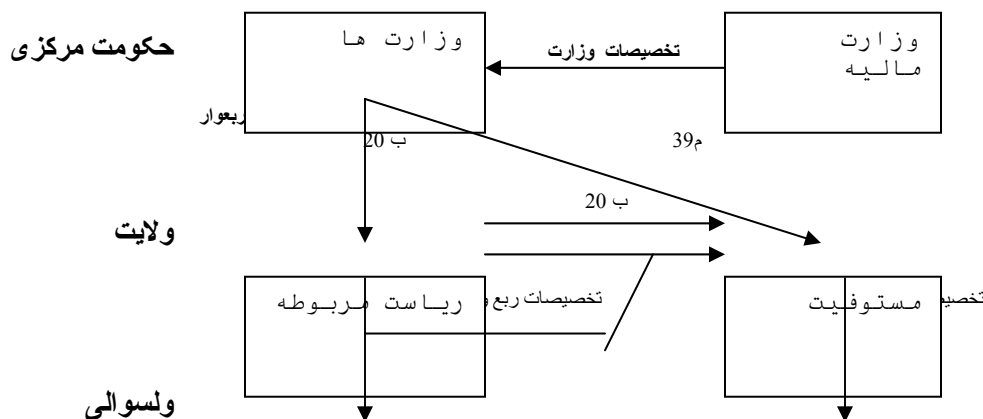 حکومت مرکزی
وزارت ها
تخصیصات وزارت
وزارت
مالیه
ربعوار
ب 20
م39
ب 20
ولایت
ریاست مربوطه
تخصیصات ربع
مستوفیت
ولسوالی